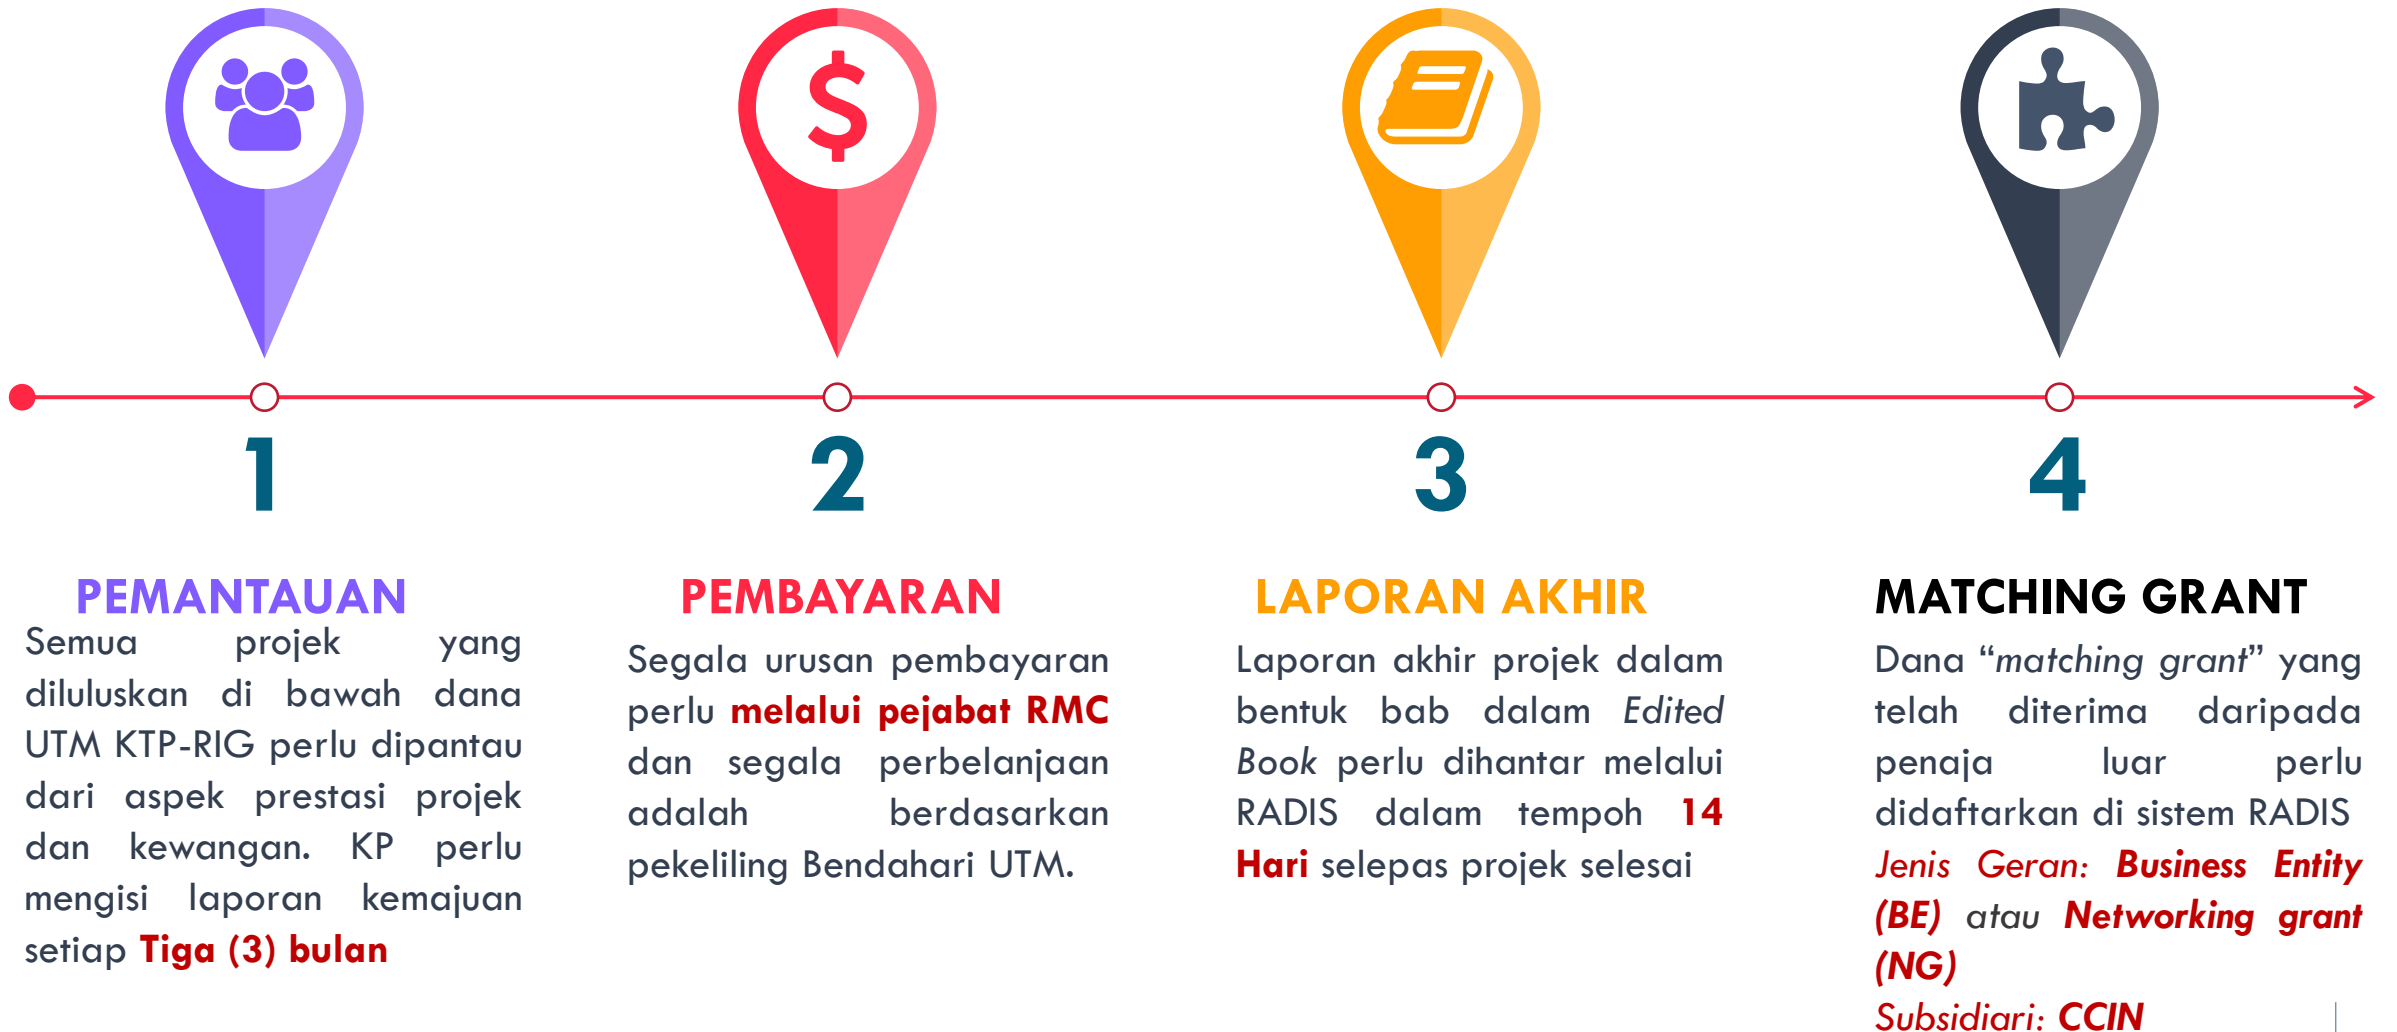 1
PEMANTAUAN
Semua projek yang
diluluskan di bawah dana
UTM KTP-RIG perlu dipantau
dari aspek prestasi projek
dan kewangan. KP perlu
mengisi laporan kemajuan
setiap Tiga (3) bulan
2
PEMBAYARAN
Segala urusan pembayaran
perlu melalui pejabat RMC
dan segala perbelanjaan
adalah berdasarkan
pekeliling Bendahari UTM.
3
LAPORAN AKHIR
Laporan akhir projek dalam
bentuk bab dalam Edited
Book perlu dihantar melalui
RADIS dalam tempoh 14
Hari selepas projek selesai
4
MATCHING GRANT
Dana “matching grant” yang
telah diterima daripada
penaja luar perlu
didaftarkan di sistem RADIS
Jenis Geran: Business Entity
(BE) atau Networking grant
(NG)
Subsidiari: CCIN